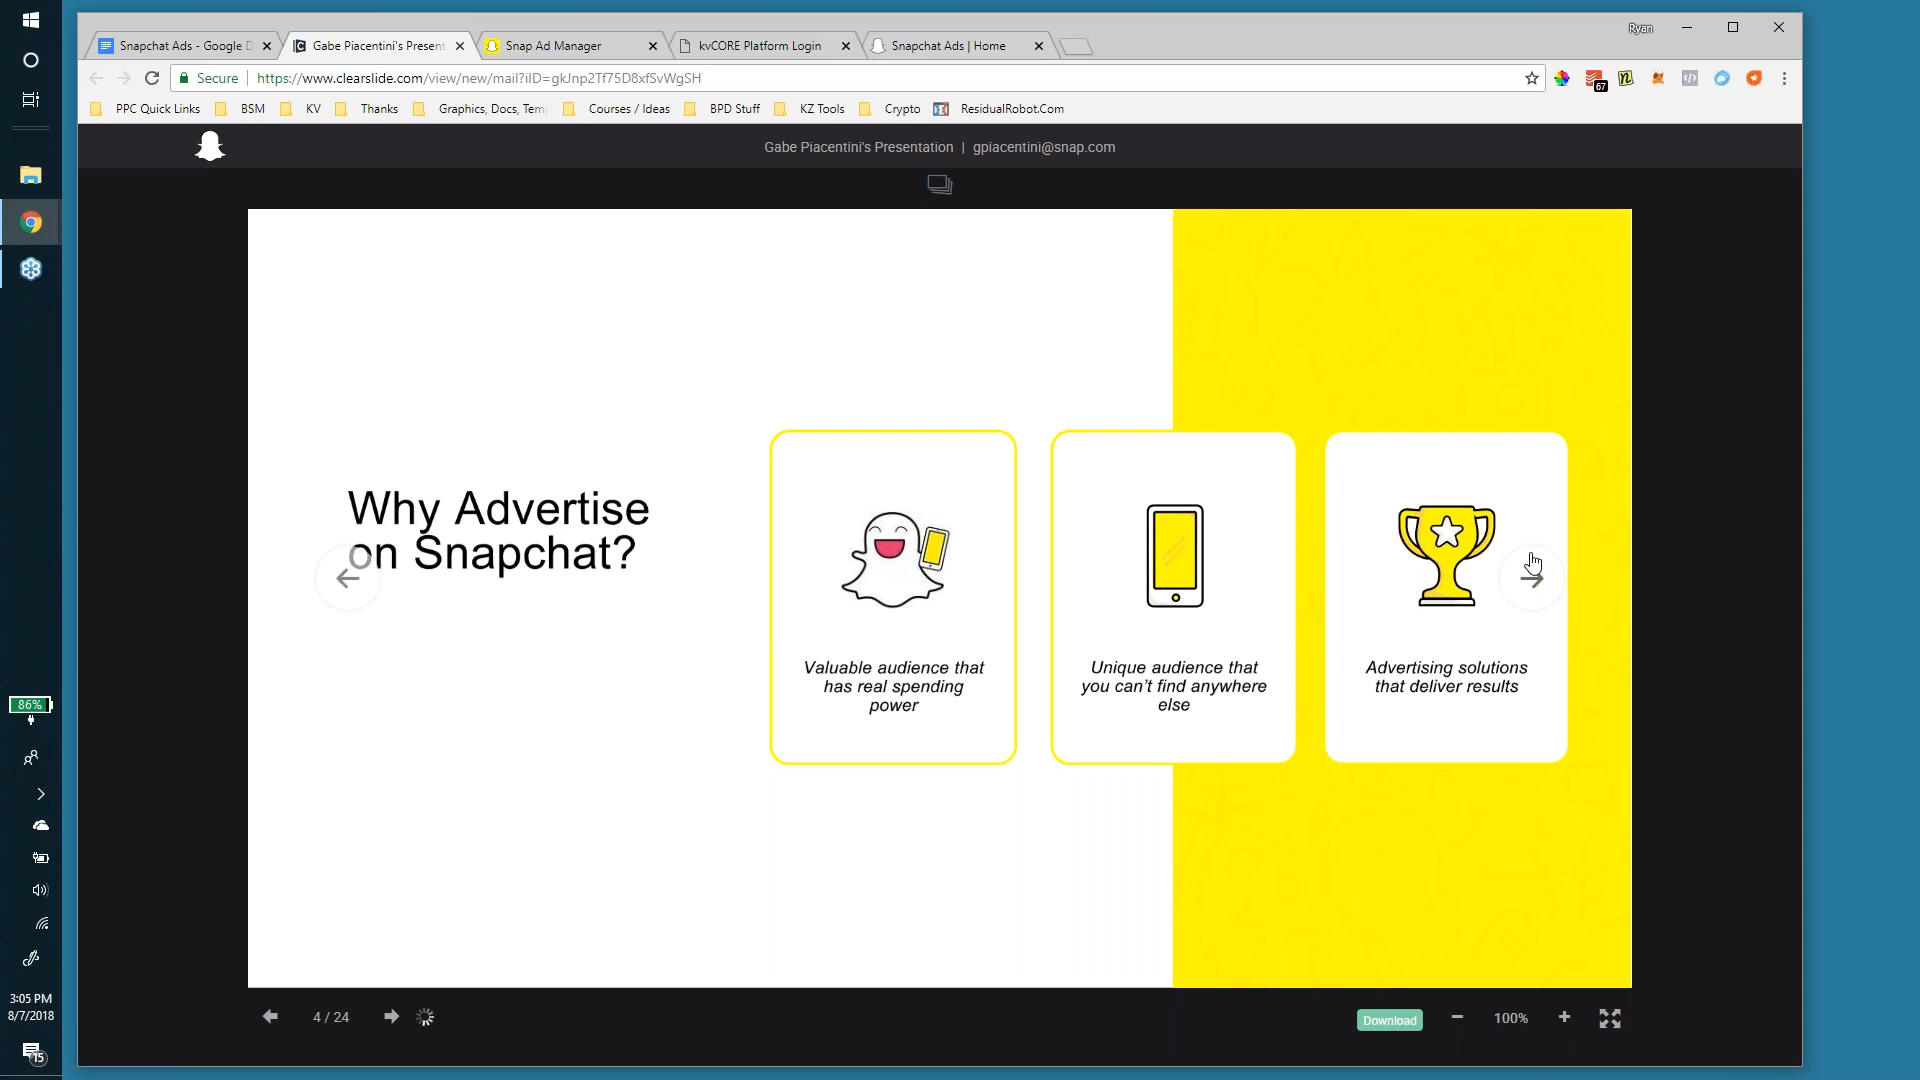 Ryan
Snapchat Ads - Google D
Gabe Piacentini's Present
Snap Ad Manager
kvCORE Platform Login
Snapchat Ads | Home
Secure
https://www.clearslide.com/view/new/mail?iID=gkJnp2Tf75D8xfSvWgSH
67
PPC Quick Links
BSM
KV
Thanks
Graphics, Docs, Tem
Courses / Ideas
BPD Stuff
KZ Tools
Crypto
ResidualRobot.Com
Gabe Piacentini's Presentation | gpiacentini@snap.com
Why Advertise
on Snapchat?
Valuable audience that
has real spending
power
Unique audience that
you can't find anywhere
else
Advertising solutions
that deliver results
86%
3:05 PM
8/7/2018
15
4 / 24
Download
100%